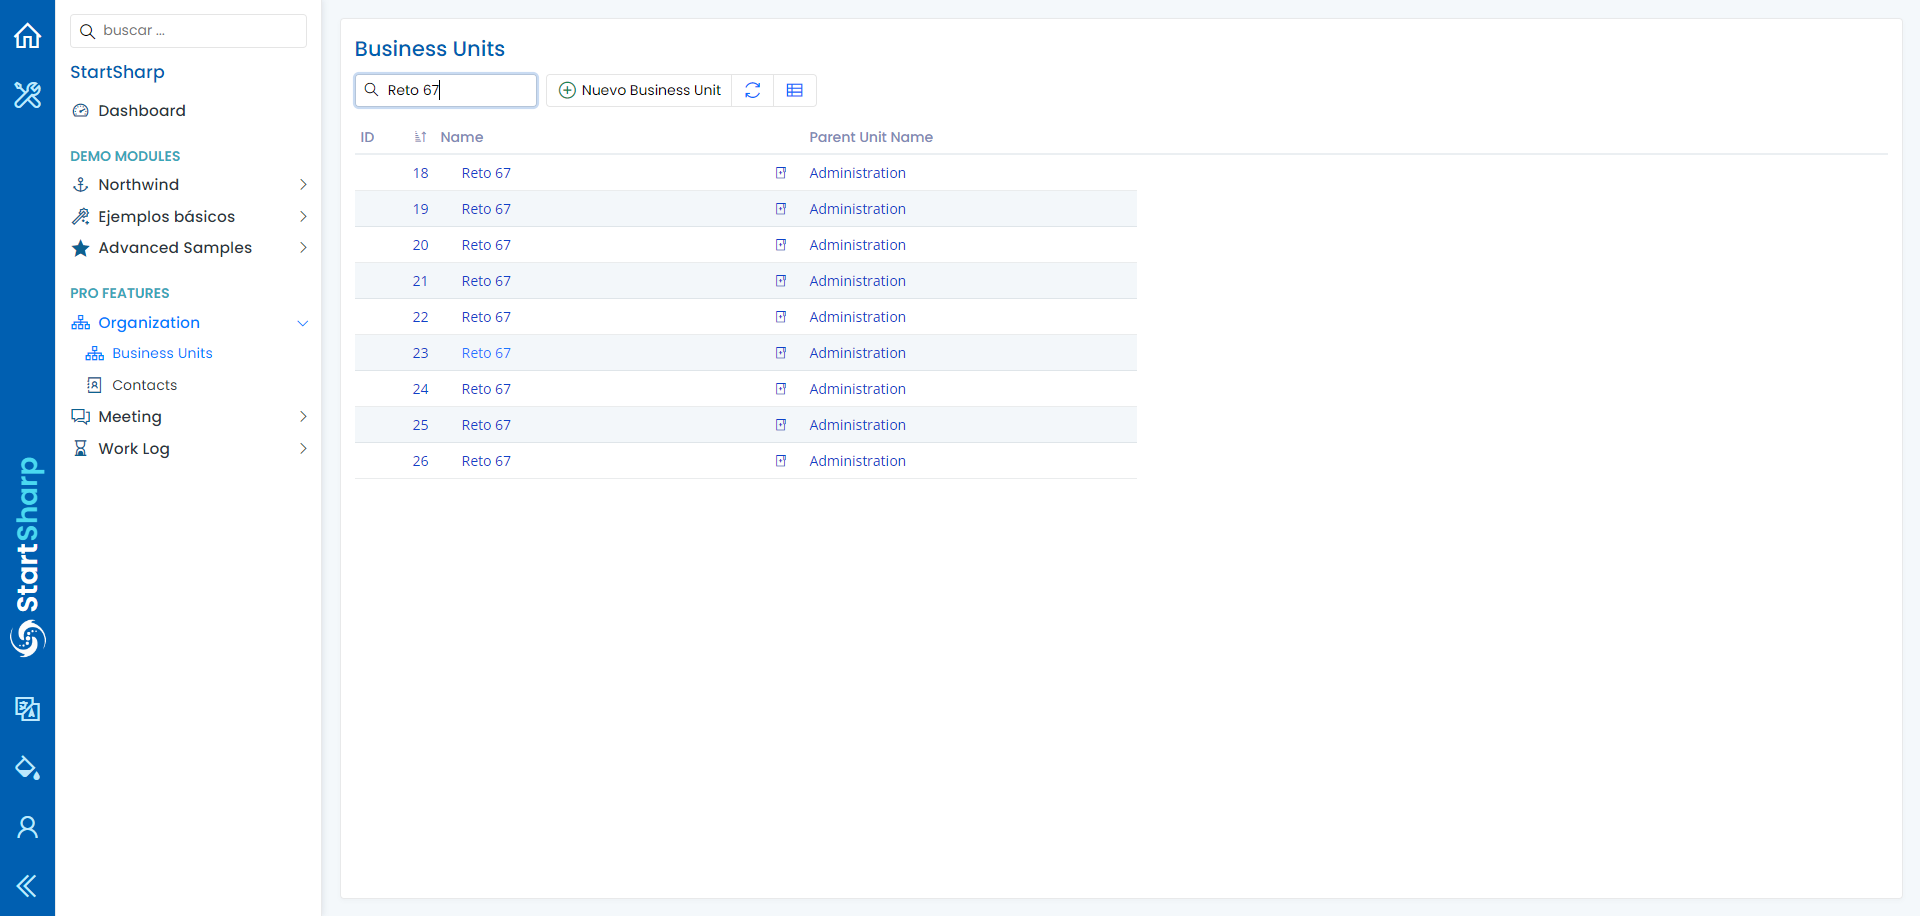 buscar ...
StartSharp
Dashboard
DEMO MODULES
Northwind
Ejemplos básicos
Advanced Samples
PRO FEATURES
Organization
Business Units
Contacts
Meeting
Work Log
StartSharp
Business Units
Reto 67
Nuevo Business Unit
ID Name Parent Unit Name
18 Reto 67 Administration
19 Reto 67 Administration
20 Reto 67 Administration
21 Reto 67 Administration
22 Reto 67 Administration
23 Reto 67 Administration
24 Reto 67 Administration
25 Reto 67 Administration
26 Reto 67 Administration